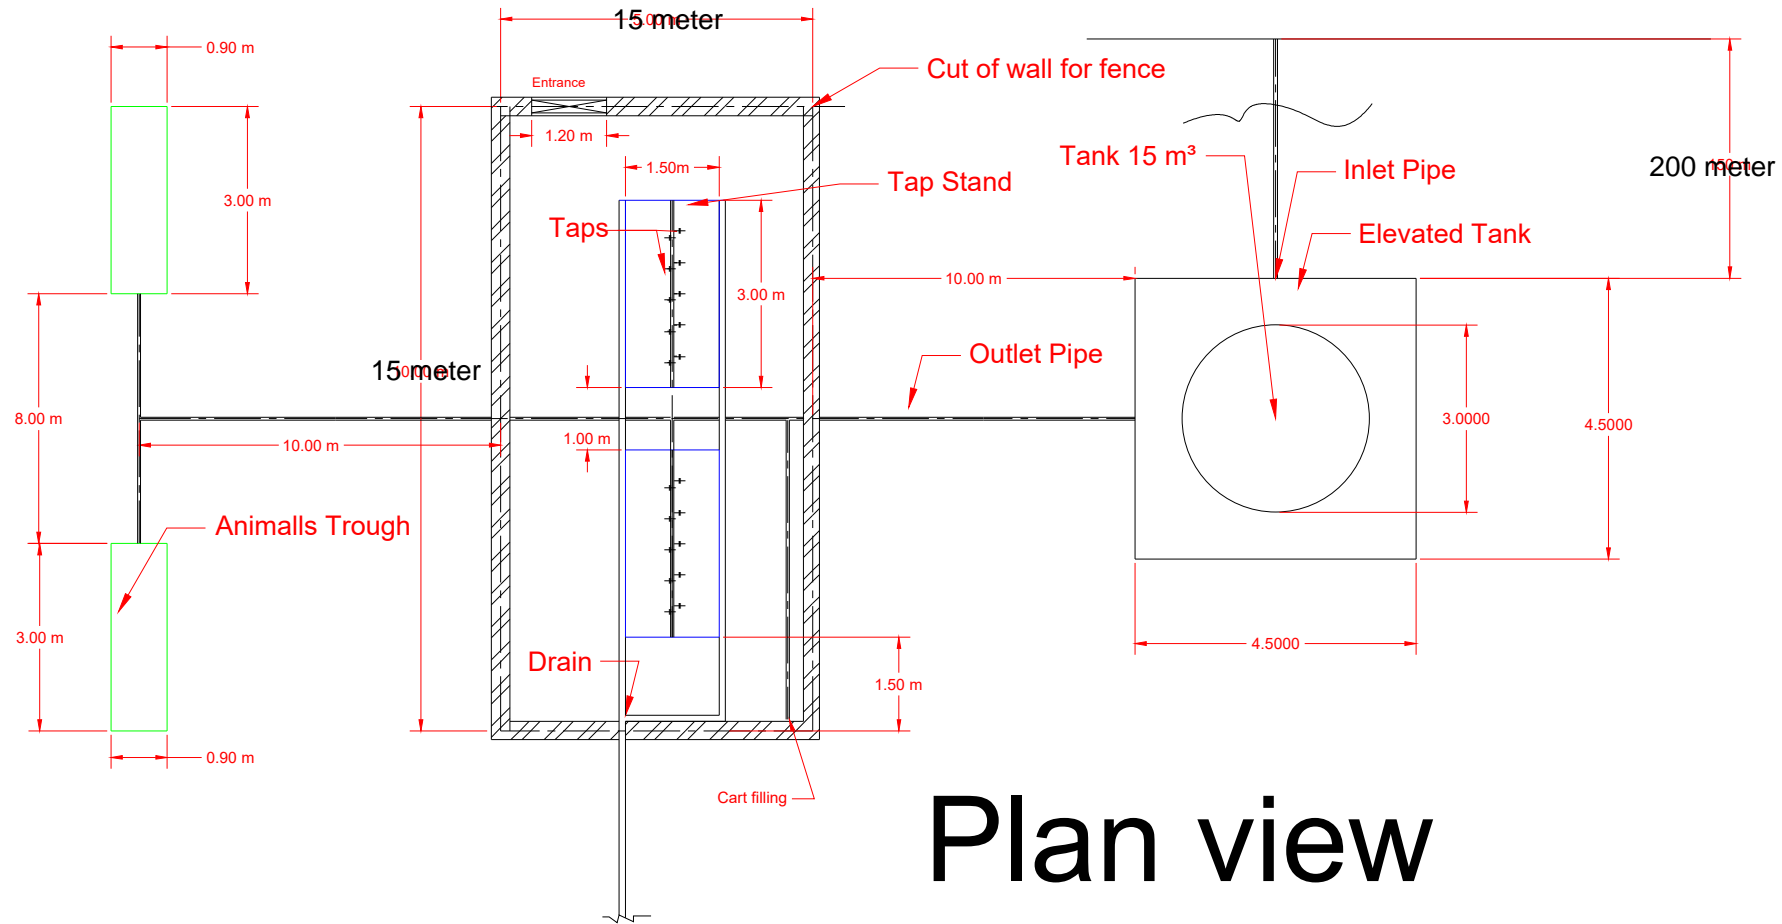 15 meter
5.00 m
0.90 m
Cut of wall for fence
Entrance
1.20 m
Tank 15 m³
Inlet Pipe
200 meter
1.50m
Tap Stand
3.00 m
Taps
Elevated Tank
10.00 m
3.00 m
Outlet Pipe
15 meter
8.00 m
10.00 m
1.00 m
3.0000
4.5000
Animalls Trough
3.00 m
Drain
1.50 m
4.5000
0.90 m
Cart filling
Plan view